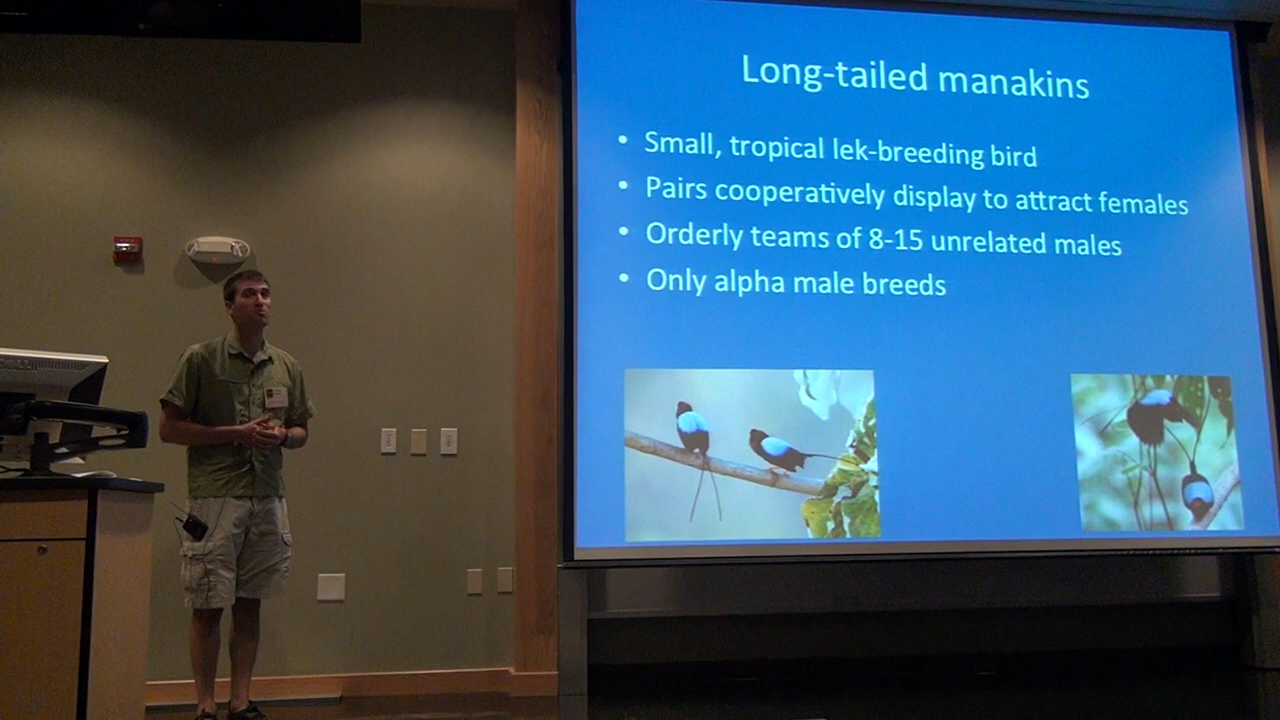 Long-tailed manakins
• Small, tropical lek-breeding bird
• Pairs cooperatively display to attract females
• Orderly teams of 8-15 unrelated males
• Only alpha male breeds
DELL